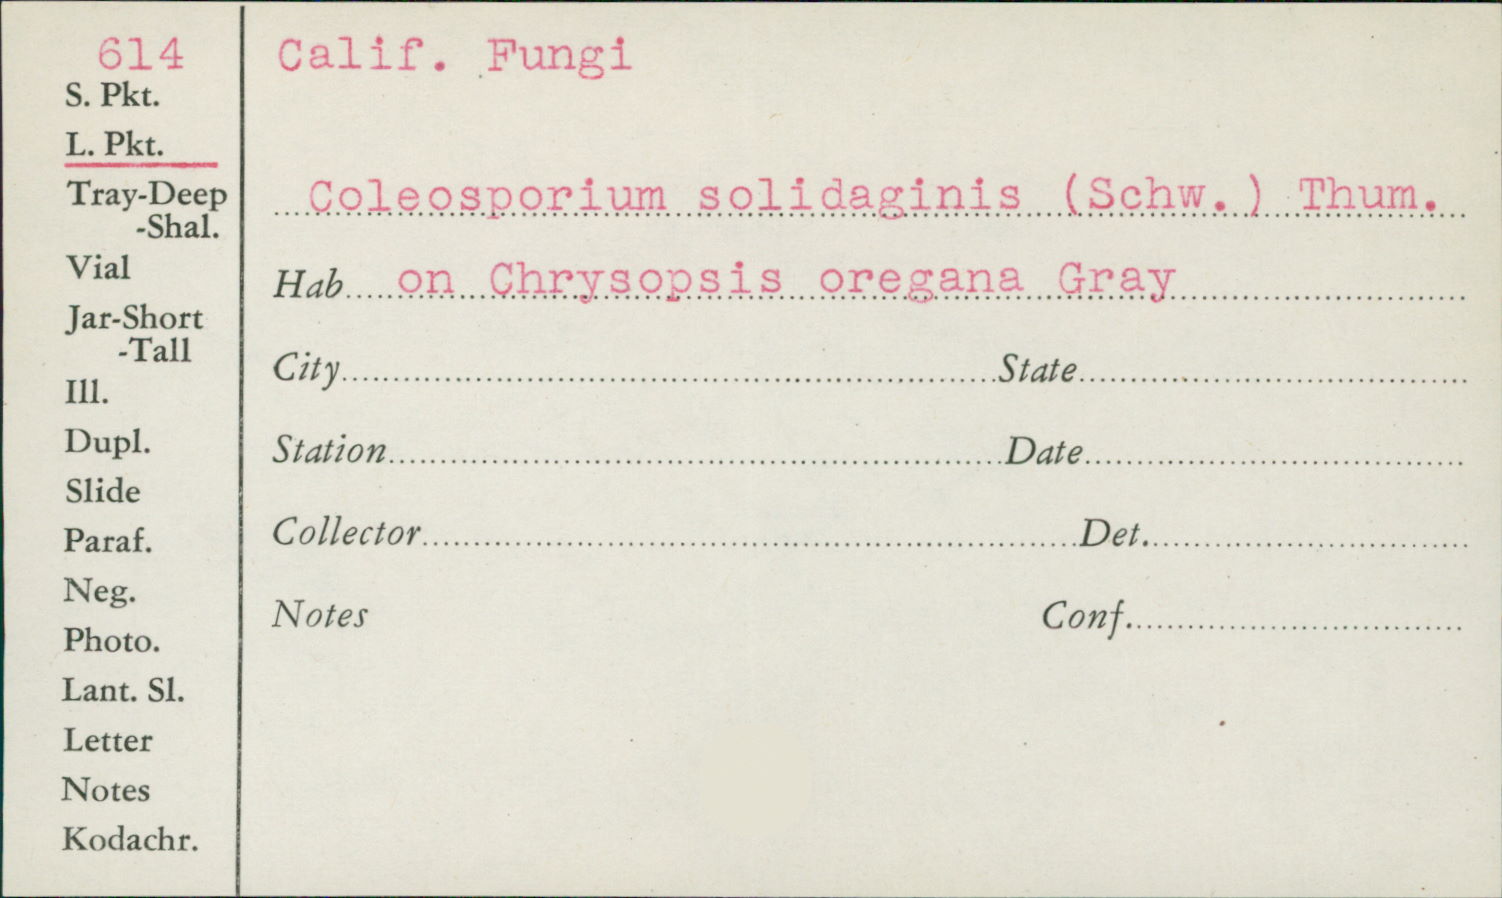 614
S. Pkt.
L. Pkt.
Tray-Deep
-Shal.
Vial
Jar-Short
-Tall
Ill.
Dupl.
Slide
Paraf.
Neg.
Photo.
Lant. Sl.
Letter
Notes
Kodachr.
Calif. Fungi
Coleosporium solidaginis (Schw.) Thum.
Hab on Chrysopsis oregana Gray
City State
Station Date
Collector Det.
Notes Conf.